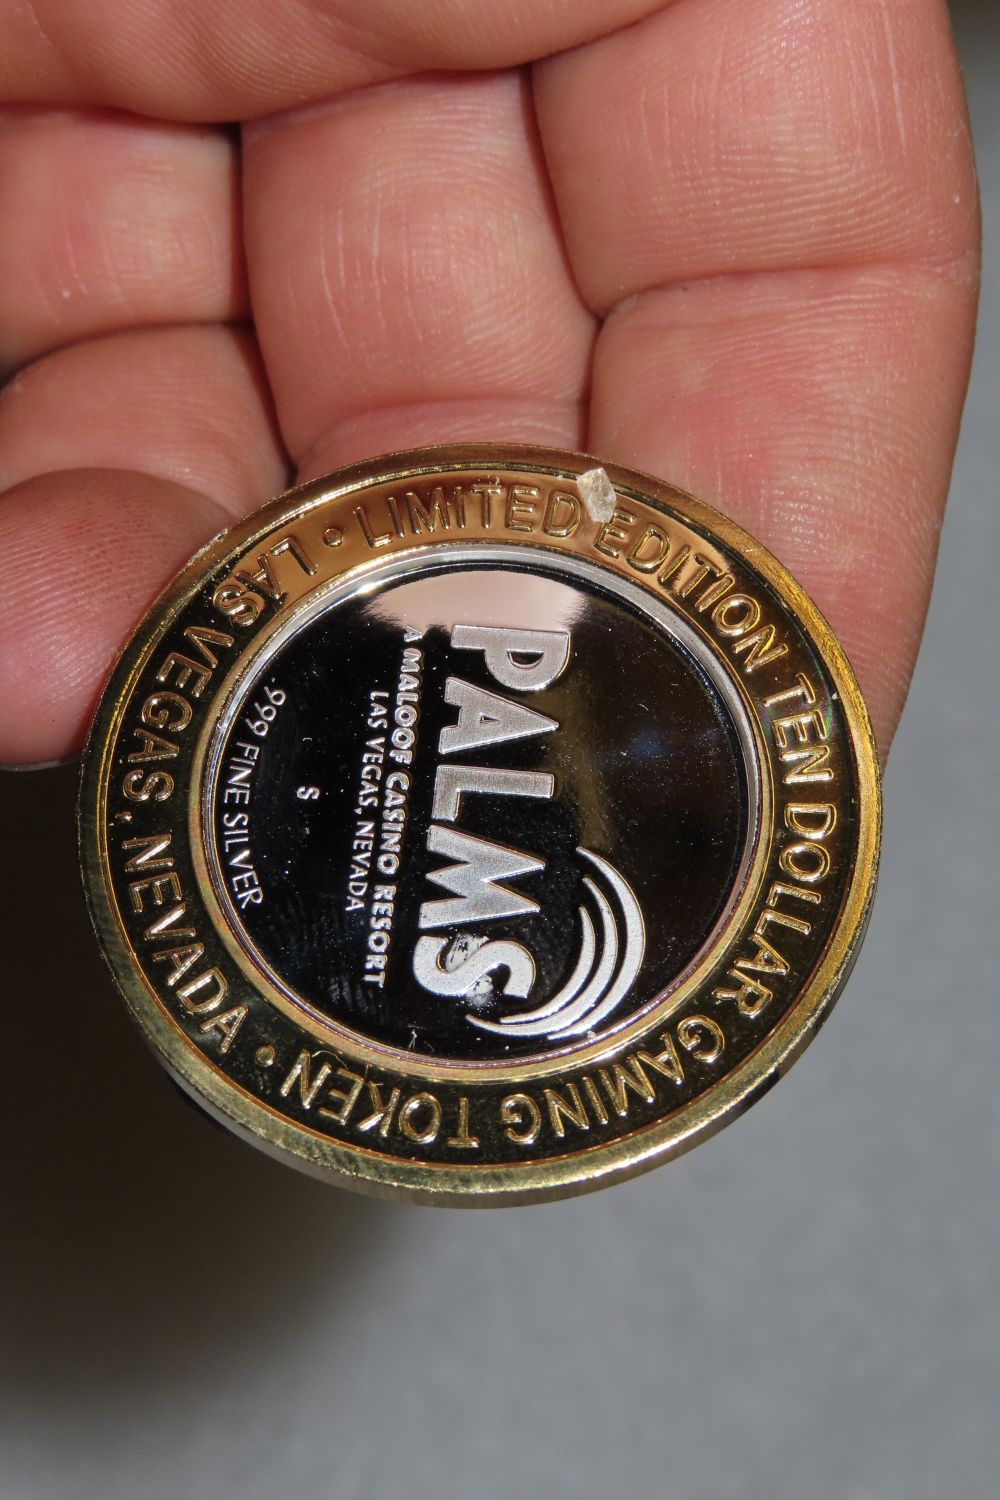 LIMITED EDITION TEN DOLLAR GAMING TOKEN
• LAS VEGAS, NEVADA •
PALMS
A MALOOF CASINO RESORT
LAS VEGAS, NEVADA
S
.999 FINE SILVER